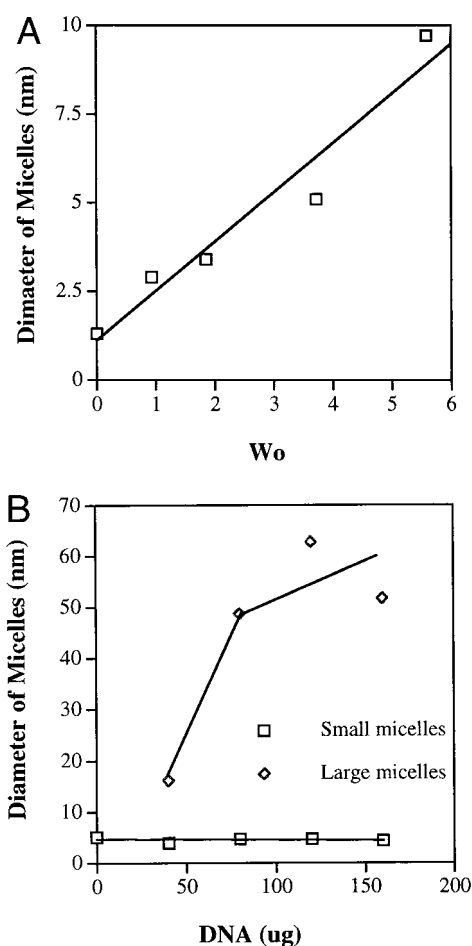 A
Dimaeter of Micelles (nm)
10
7.5
5
2.5
0
0 1 2 3 4 5 6
Wo
B
Diameter of Micelles (nm)
70
60
50
40
30
20
10
0
Small micelles
Large micelles
0 50 100 150 200
DNA (ug)